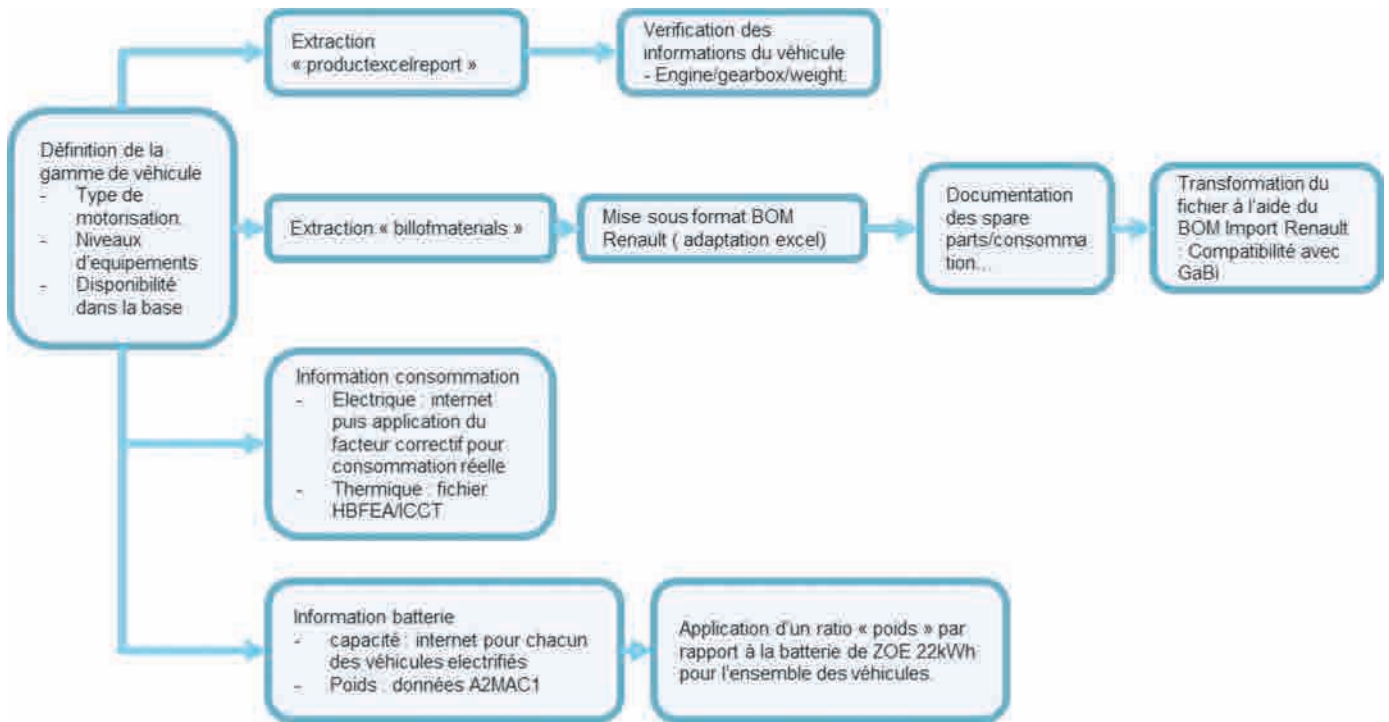 Extraction
« productexcelreport »
Verification des
informations du véhicule
- Engine/gearbox/weight.
Définition de la
gamme de véhicule
- Type de
motorisation.
- Niveaux
d'equipements
- Disponibilité
dans la base
Extraction « billofmaterials »
Mise sous format BOM
Renault ( adaptation excel)
Documentation
des spare
parts/consomma
tion...
Transformation du
fichier à l'aide du
BOM Import Renault
: Compatibilité avec
GaBi
Information consommation
- Electrique : internet
puis application du
facteur correctif pour
consommation réelle
- Thermique : fichier
HBFEA/ICCT
Information batterie
- capacité : internet pour chacun
des véhicules electrifiés
- Poids : données A2MAC1
Application d'un ratio « poids » par
rapport à la batterie de ZOE 22kWh
pour l'ensemble des véhicules.